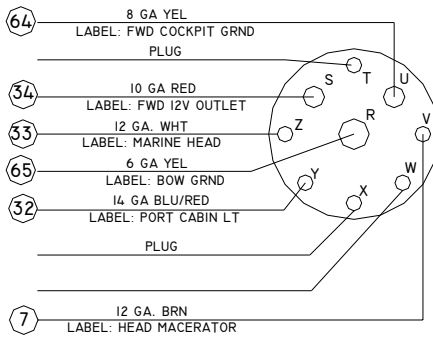 64 8 GA YEL
LABEL: FWD COCKPIT GRND
PLUG
34 10 GA RED
LABEL: FWD 12V OUTLET
33 12 GA. WHT
LABEL: MARINE HEAD
65 6 GA YEL
LABEL: BOW GRND
32 14 GA BLU/RED
LABEL: PORT CABIN LT
PLUG
7 12 GA. BRN
LABEL: HEAD MACERATOR
T
S
U
R
Z
V
Y
W
X